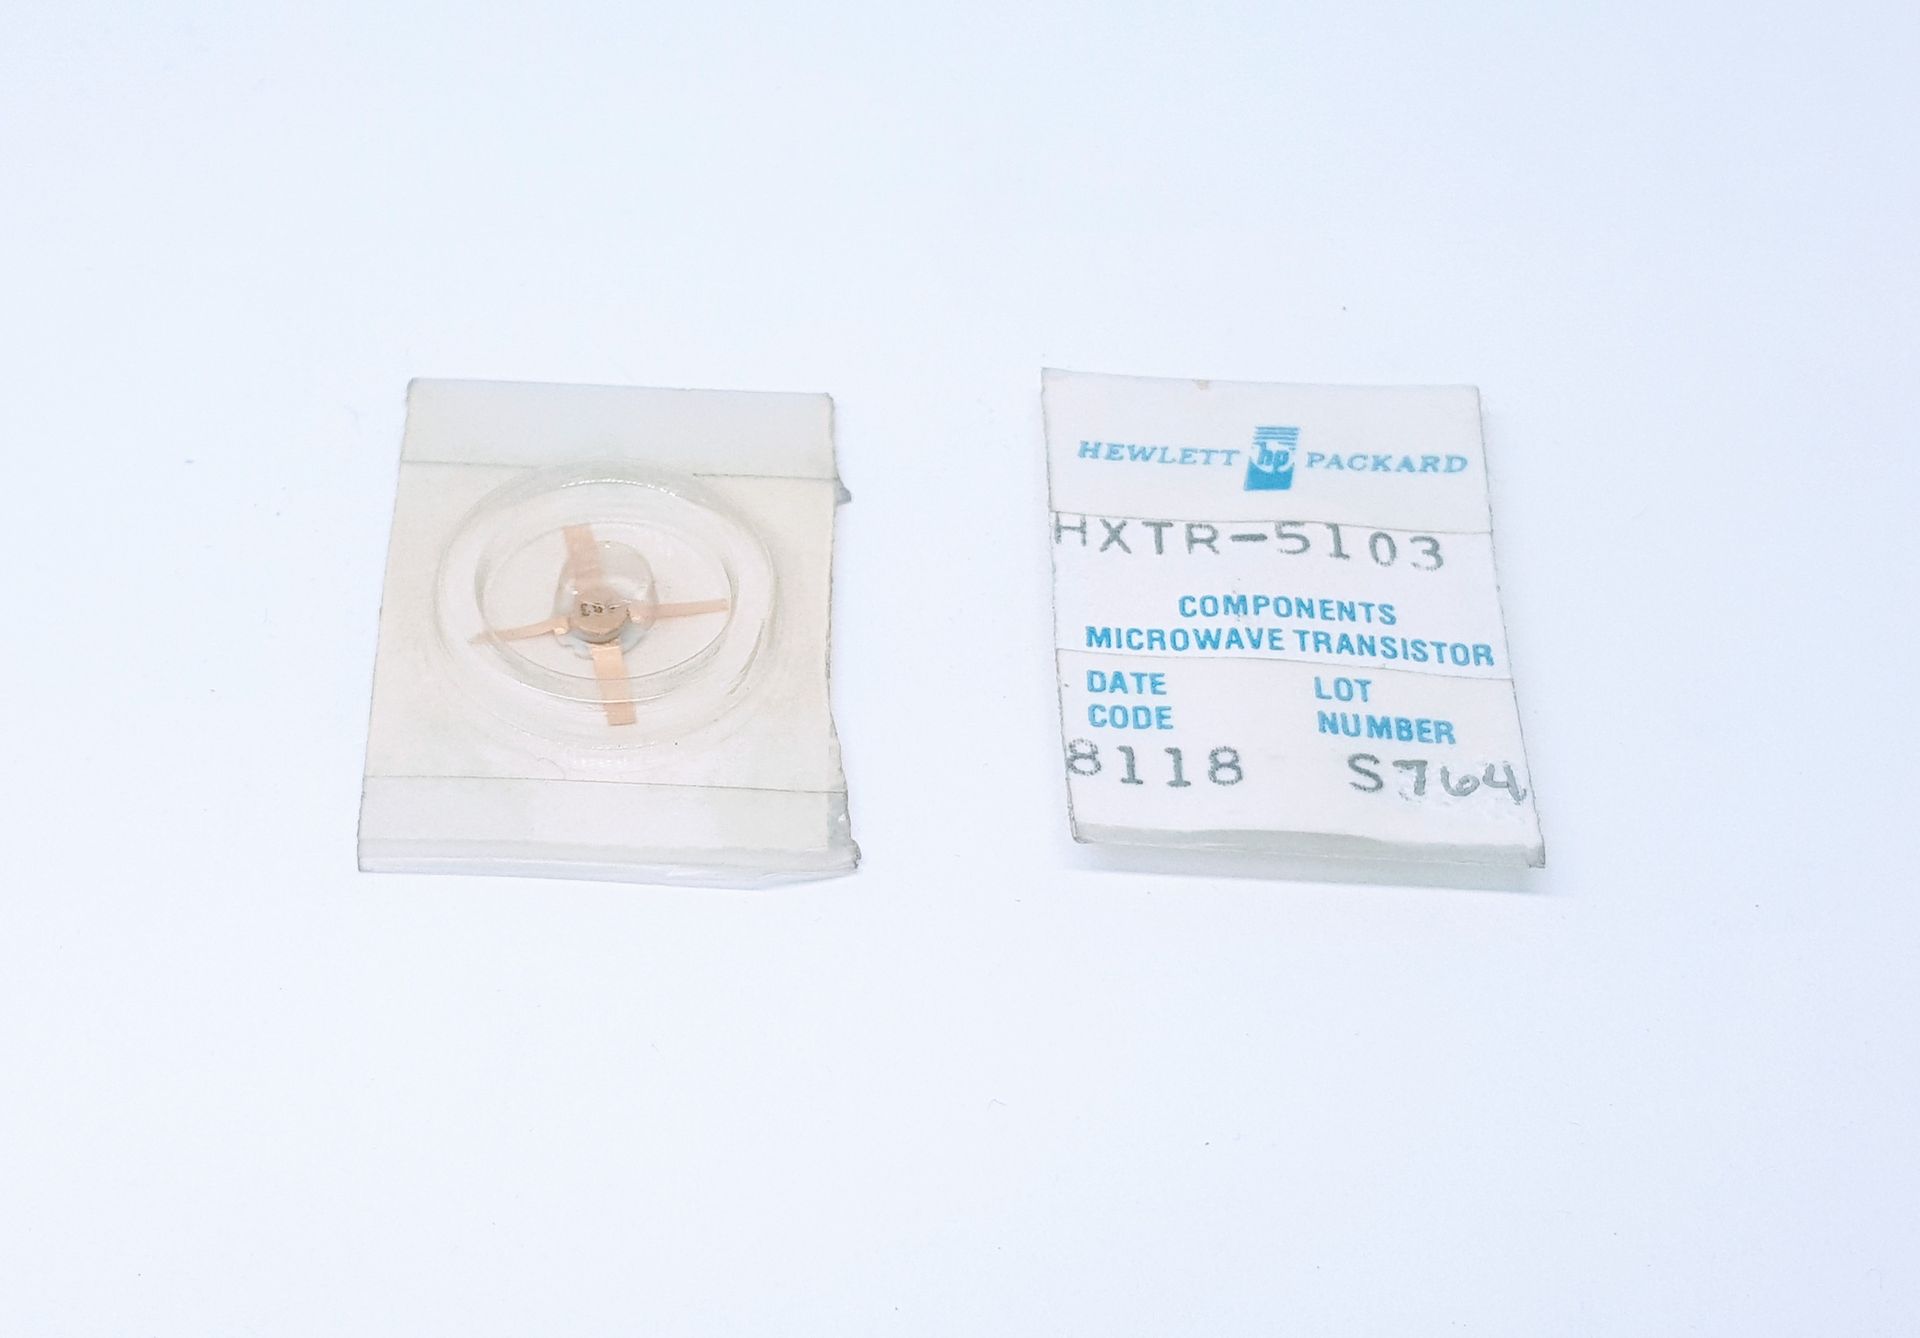 HEWLETT hp PACKARD
HXTR-5103
COMPONENTS
MICROWAVE TRANSISTOR
DATE CODE
LOT NUMBER
8118
S764